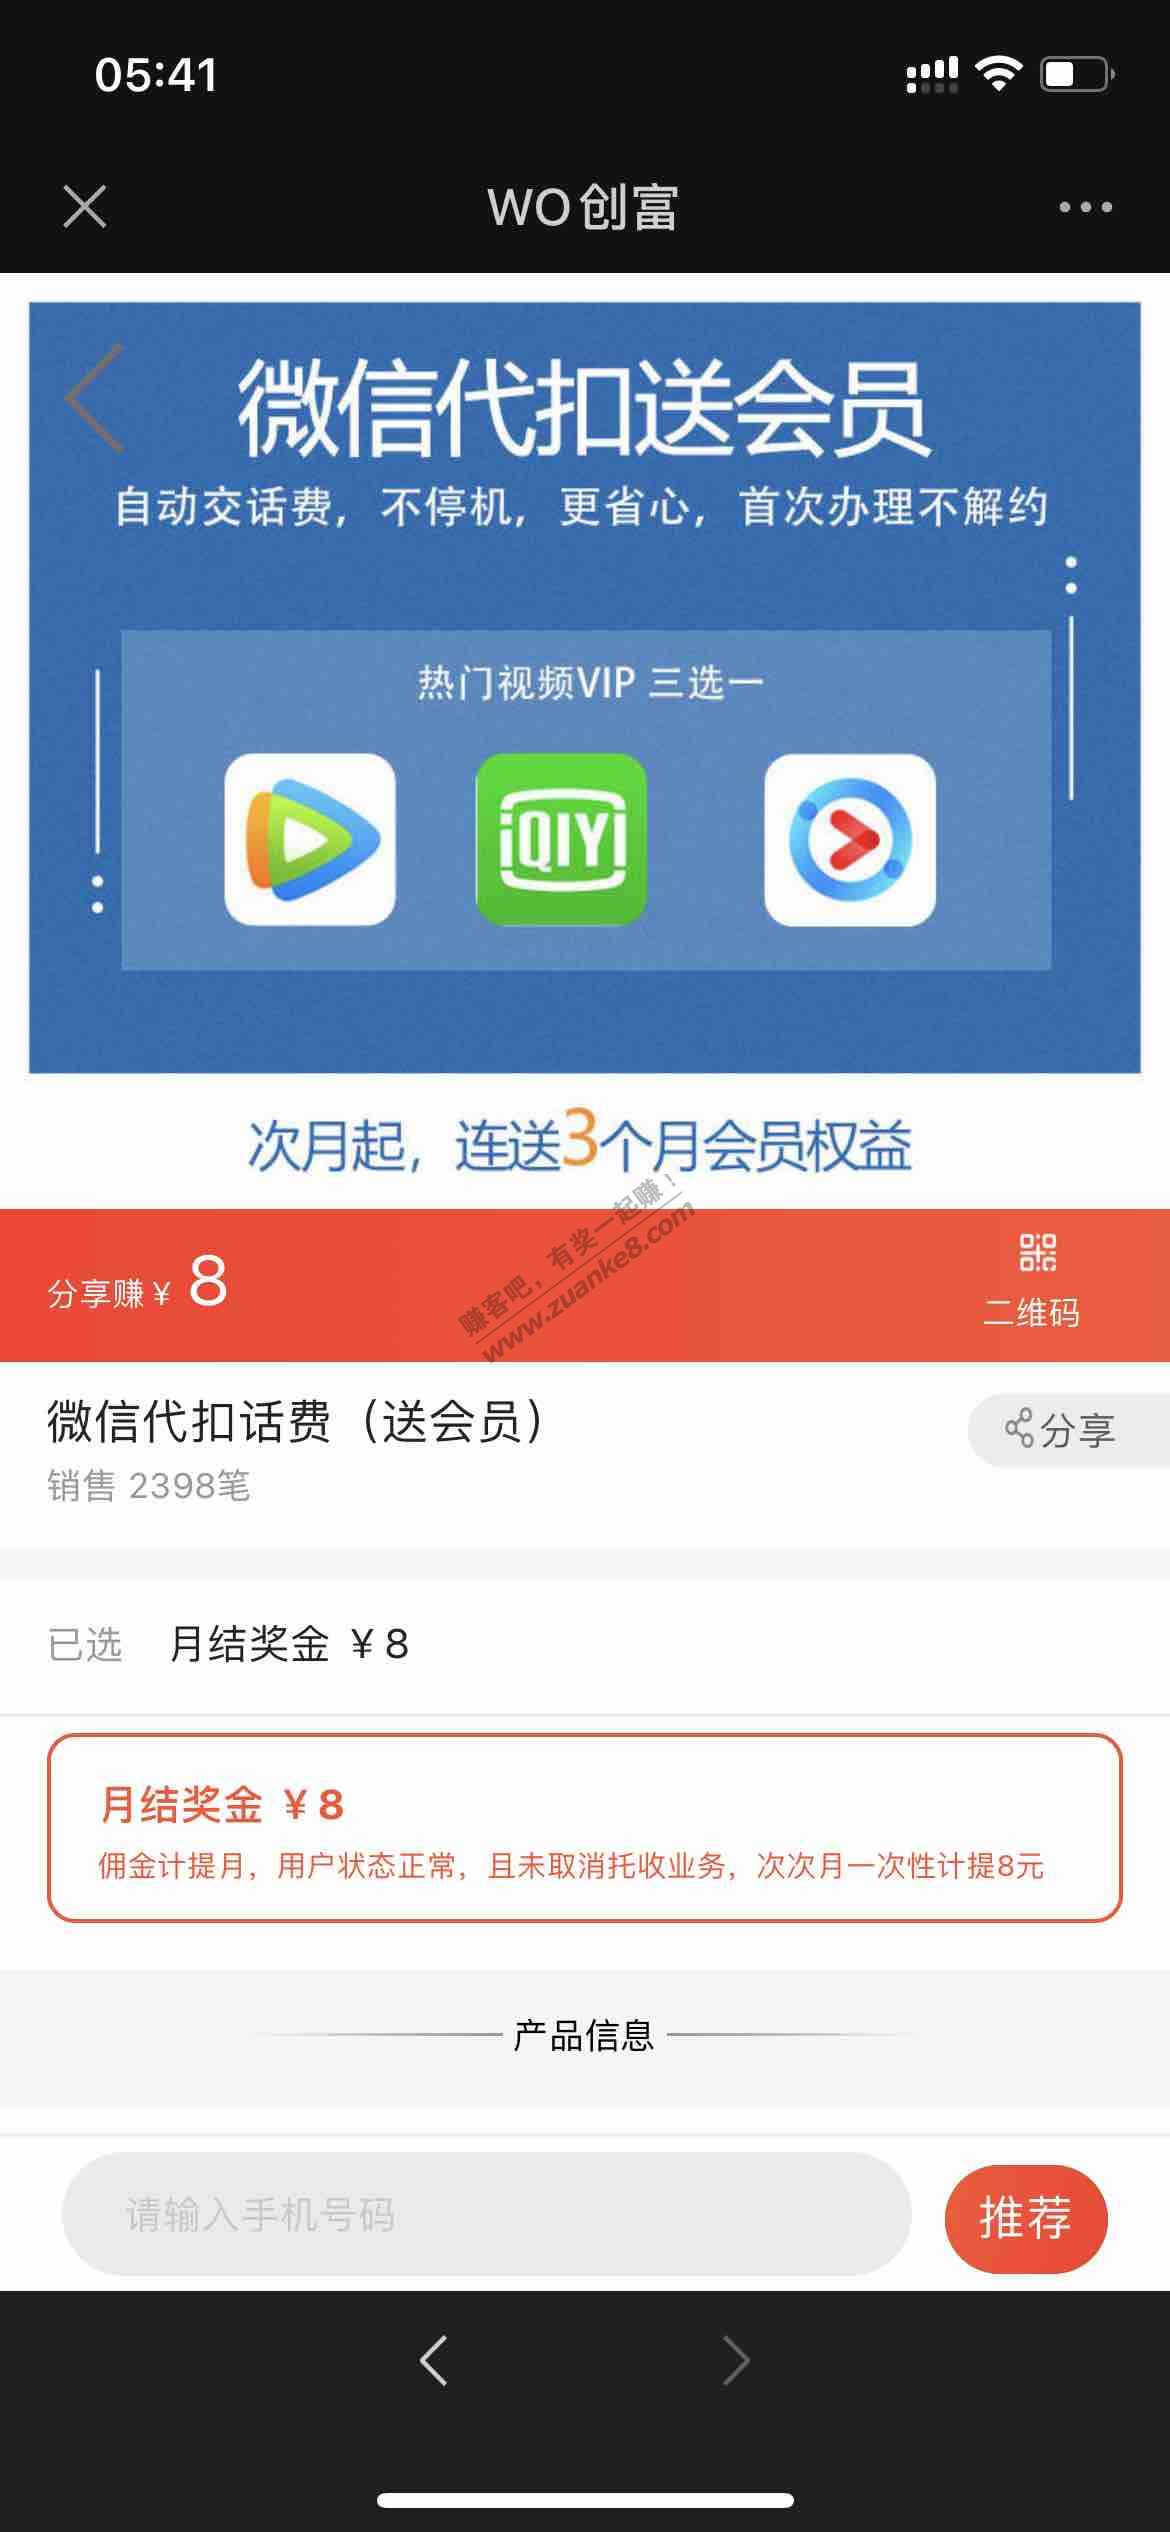 05:41
WO创富
微信代扣送会员
自动交话费，不停机，更省心，首次办理不解约
热门视频VIP 三选一
iQIYI
次月起，连送3个月会员权益
赚客吧，有奖一起赚！
www.zuanke8.com
分享赚￥8
二维码
微信代扣话费（送会员）
分享
销售 2398笔
已选 月结奖金 ￥8
月结奖金 ￥8
佣金计提月，用户状态正常，且未取消托收业务，次次月一次性计提8元
产品信息
请输入手机号码
推荐